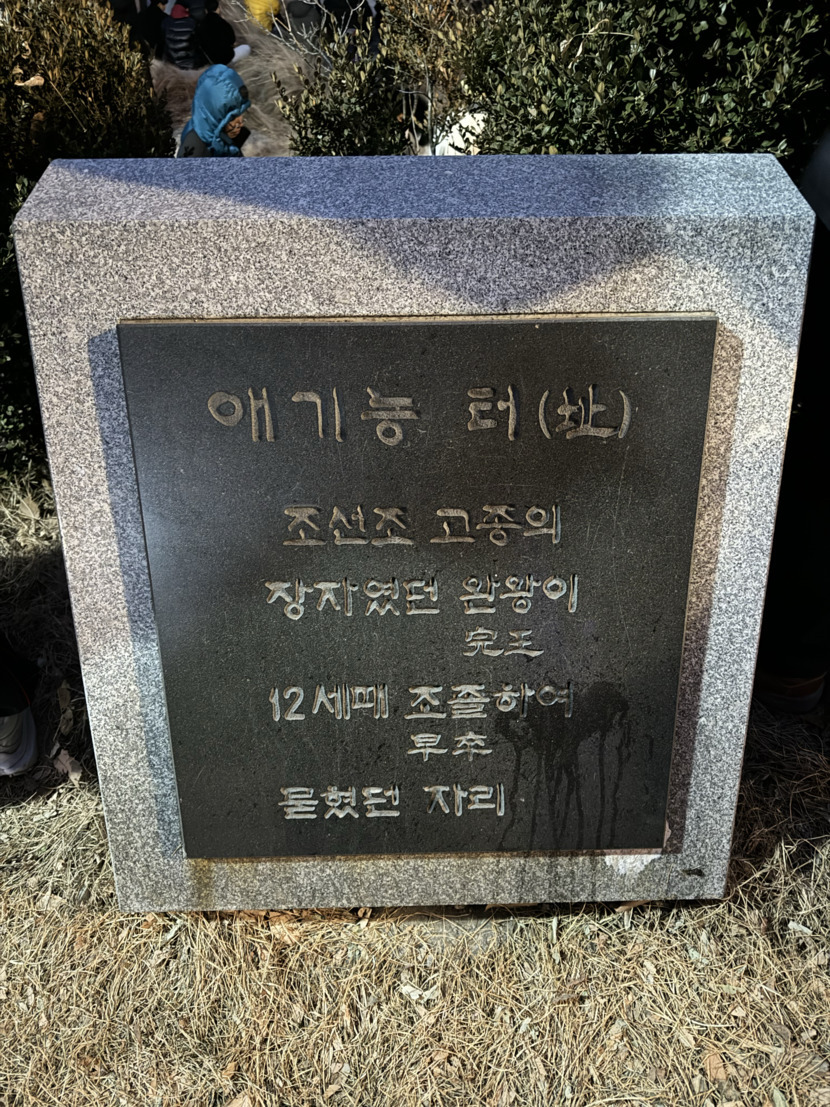 애기능 터(址)
조선조 고종의
장자였던 완왕이
完王
12세때 조졸하여
早卒
묻혔던 자리